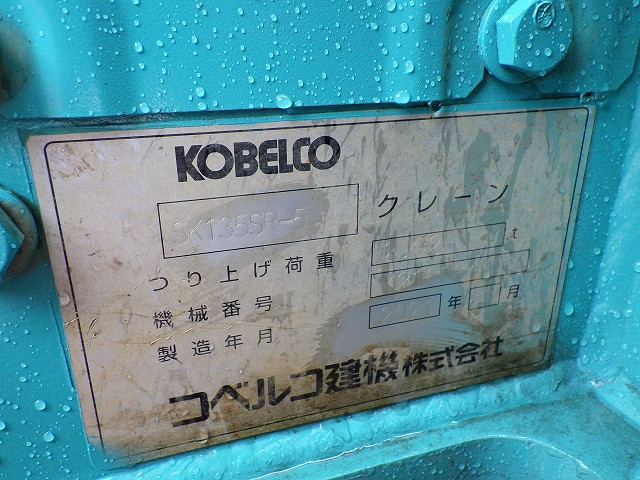 KOBELCO
SK135SR-5 クレーン
つり上げ荷重 t
機械番号
製造年月 年 月
コベルコ建機株式会社